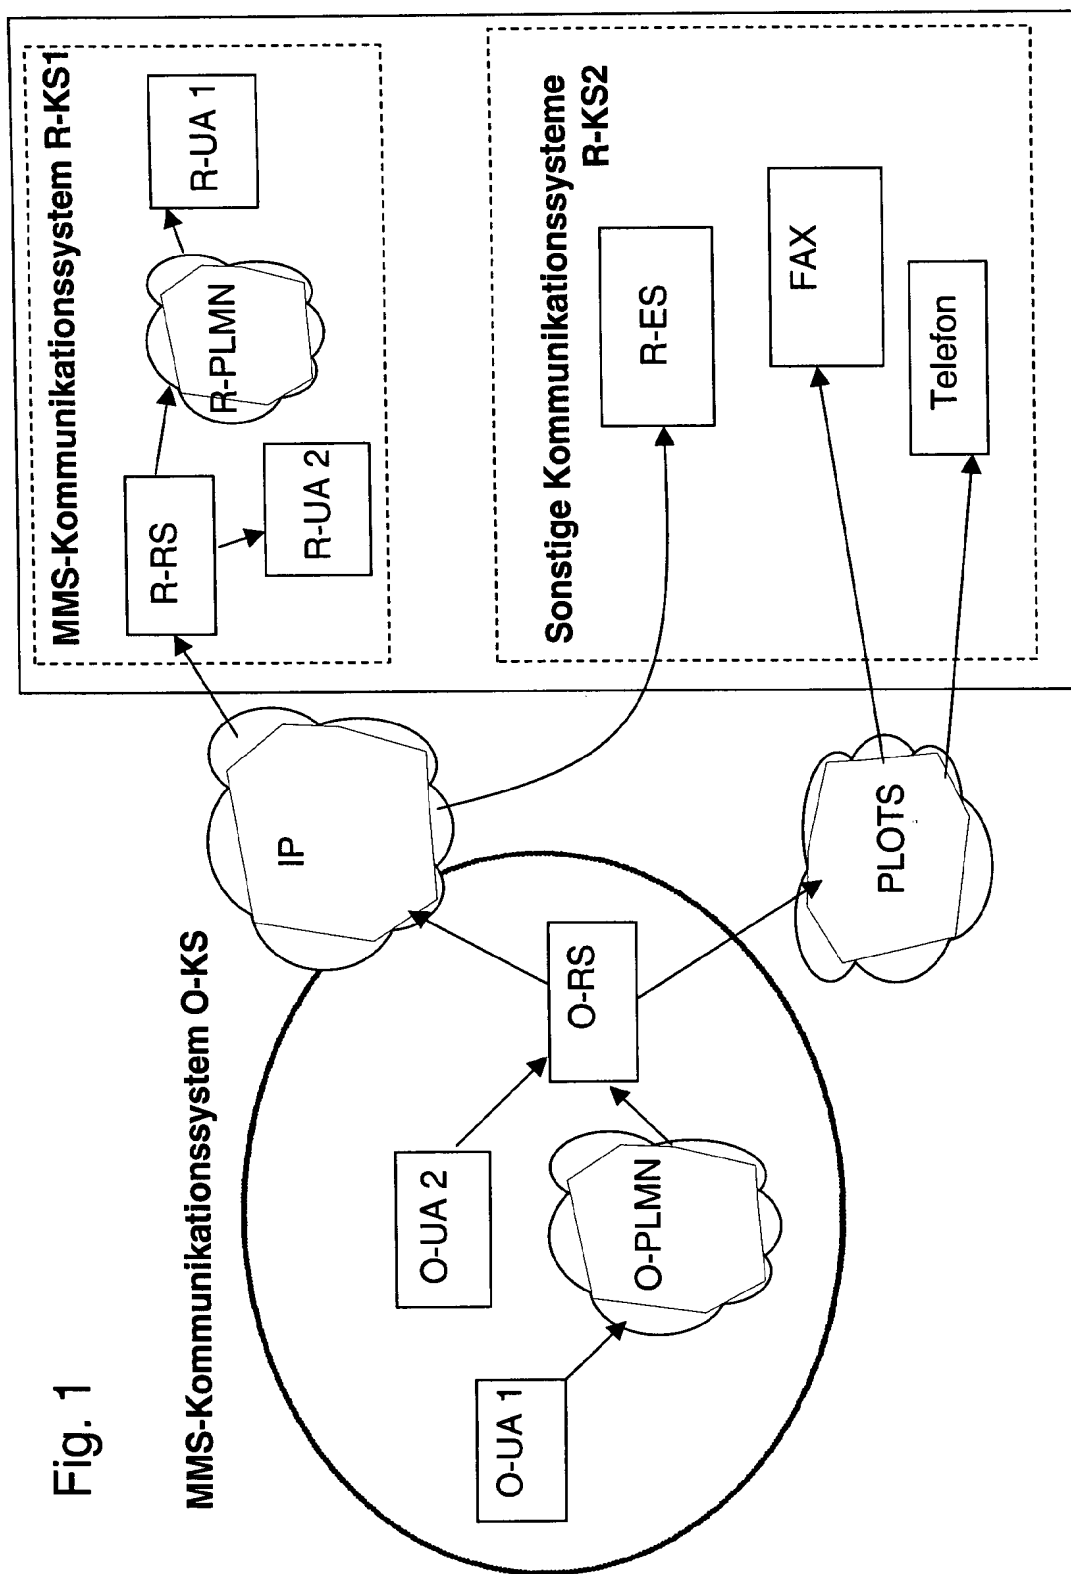 Fig. 1
MMS-Kommunikationssystem O-KS
O-UA 1
O-UA 2
O-PLMN
O-RS
IP
PLOTS
MMS-Kommunikationssystem R-KS1
R-RS
R-UA 2
R-PLMN
R-UA 1
Sonstige Kommunikationssysteme
R-KS2
R-ES
FAX
Telefon